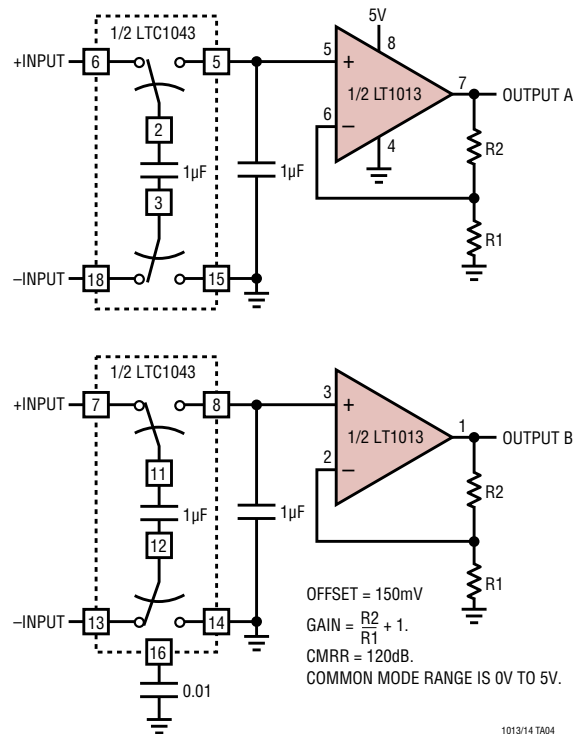 1/2 LTC1043
5V
+INPUT
6
5
5
8
+
7
OUTPUT A
1/2 LT1013
2
6
–
R2
4
1µF
1µF
3
R1
–INPUT
18
15
1/2 LTC1043
+INPUT
7
8
3
+
1
OUTPUT B
1/2 LT1013
11
2
–
R2
1µF
1µF
12
R1
OFFSET = 150mV
GAIN = R2/R1 + 1.
–INPUT
13
14
CMRR = 120dB.
16
COMMON MODE RANGE IS 0V TO 5V.
0.01
1013/14 TA04